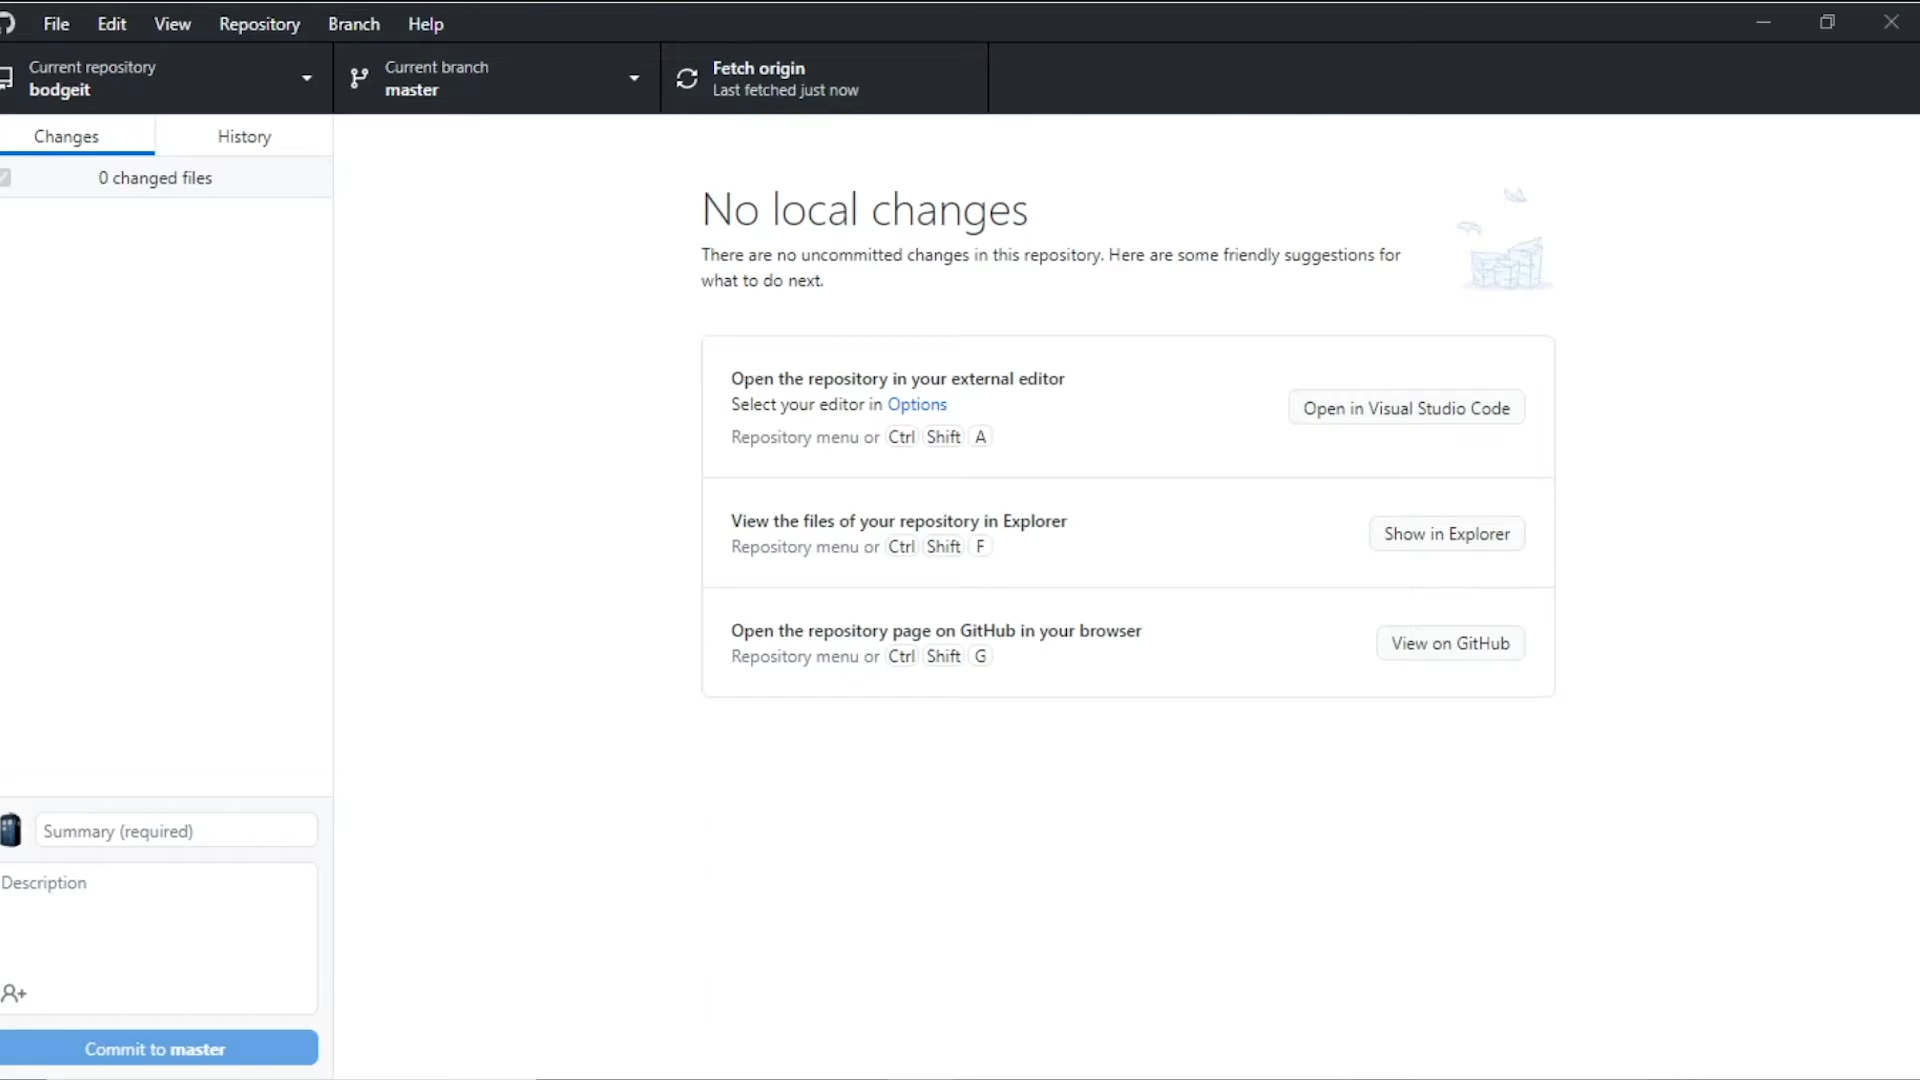 File Edit View Repository Branch Help
Current repository
bodgeit
Current branch
master
Fetch origin
Last fetched just now
Changes
History
0 changed files
No local changes
There are no uncommitted changes in this repository. Here are some friendly suggestions for
what to do next.
Open the repository in your external editor
Select your editor in Options
Repository menu or Ctrl Shift A
Open in Visual Studio Code
View the files of your repository in Explorer
Repository menu or Ctrl Shift F
Show in Explorer
Open the repository page on GitHub in your browser
Repository menu or Ctrl Shift G
View on GitHub
Summary (required)
Description
Commit to master